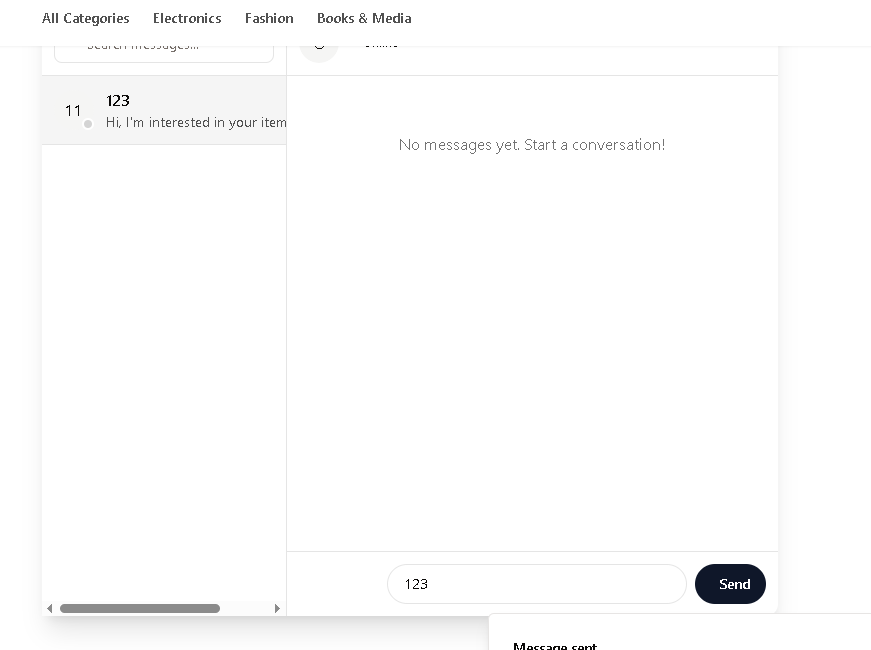 All Categories Electronics Fashion Books & Media
Search messages...
Online
11
123
Hi, I'm interested in your item
No messages yet. Start a conversation!
123
Send
Message sent